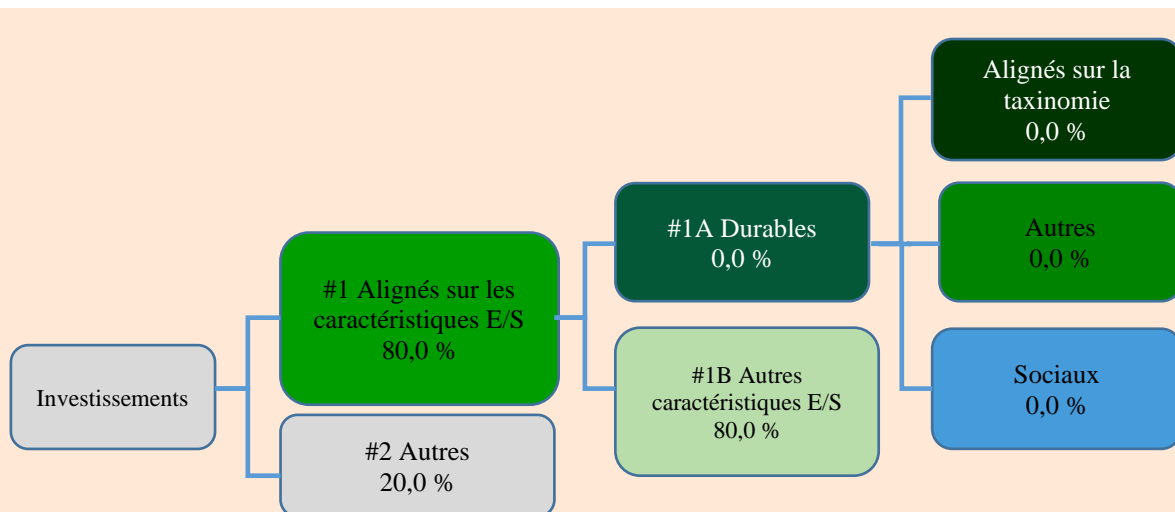 Investissements
#1 Alignés sur les
caractéristiques E/S
80,0 %
#2 Autres
20,0 %
#1A Durables
0,0 %
#1B Autres
caractéristiques E/S
80,0 %
Alignés sur la
taxinomie
0,0 %
Autres
0,0 %
Sociaux
0,0 %